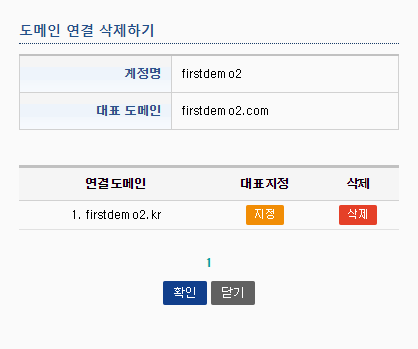 도메인 연결 삭제하기
계정명 firstdemo2
대표 도메인 firstdemo2.com
연결도메인 대표지정 삭제
1. firstdemo2.kr 지정 삭제
1
확인 닫기